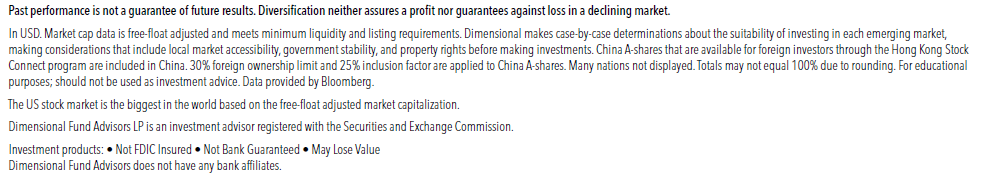 Past performance is not a guarantee of future results. Diversification neither assures a profit nor guarantees against loss in a declining market.
In USD. Market cap data is free-float adjusted and meets minimum liquidity and listing requirements. Dimensional makes case-by-case determinations about the suitability of investing in each emerging market,
making considerations that include local market accessibility, government stability, and property rights before making investments. China A-shares that are available for foreign investors through the Hong Kong Stock
Connect program are included in China. 30% foreign ownership limit and 25% inclusion factor are applied to China A-shares. Many nations not displayed. Totals may not equal 100% due to rounding. For educational
purposes; should not be used as investment advice. Data provided by Bloomberg.
The US stock market is the biggest in the world based on the free-float adjusted market capitalization.
Dimensional Fund Advisors LP is an investment advisor registered with the Securities and Exchange Commission.
Investment products: • Not FDIC Insured • Not Bank Guaranteed • May Lose Value
Dimensional Fund Advisors does not have any bank affiliates.